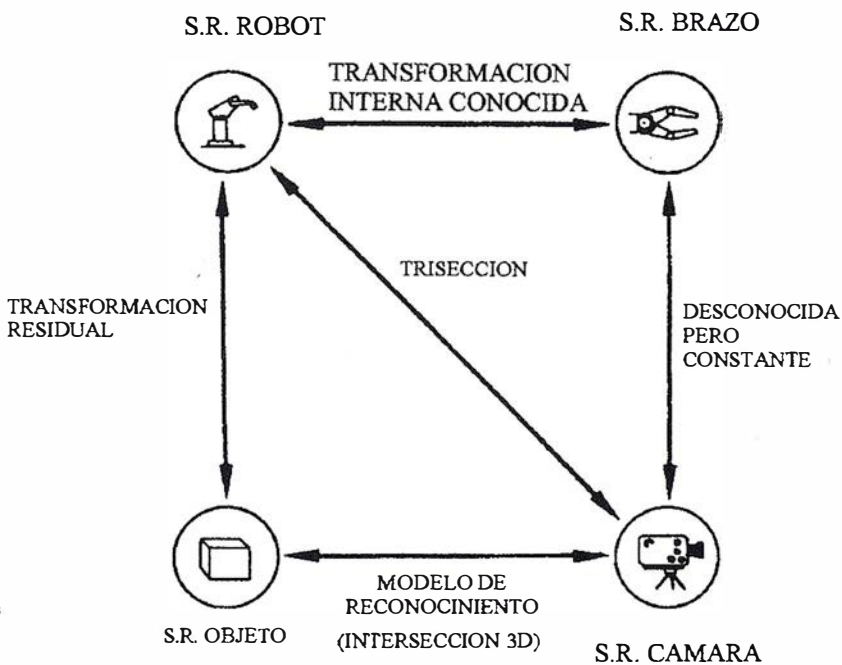 S.R. ROBOT
S.R. BRAZO
TRANSFORMACION
INTERNA CONOCIDA
TRISECCION
TRANSFORMACION
RESIDUAL
DESCONOCIDA
PERO
CONSTANTE
MODELO DE
RECONOCINIENTO
(INTERSECCION 3D)
S.R. OBJETO
S.R. CAMARA